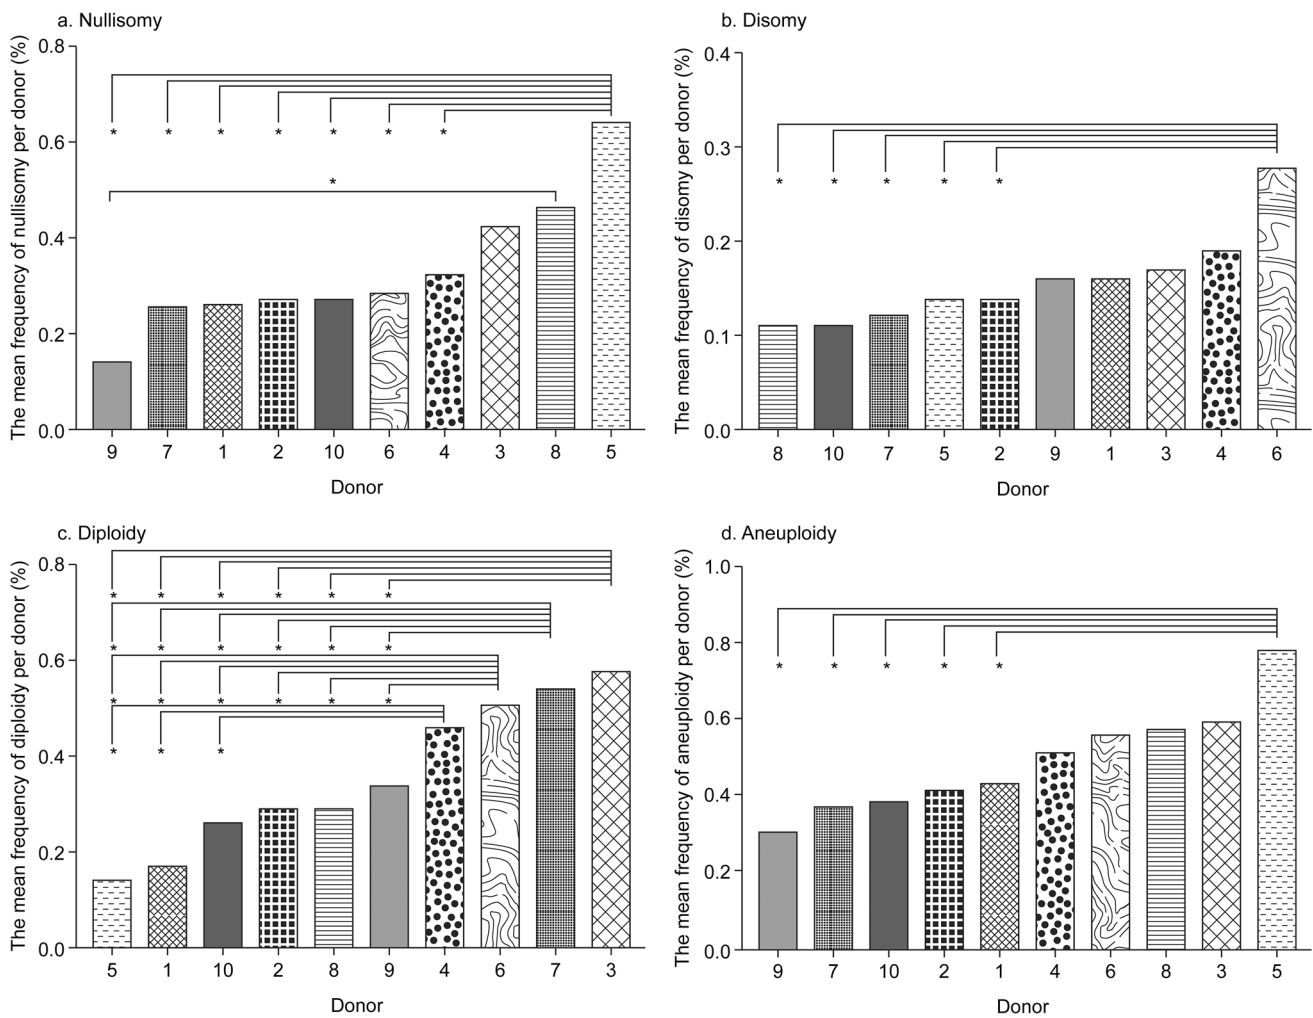 a. Nullisomy
The mean frequency of nullisomy per donor (%)
0.8
0.6
0.4
0.2
0.0
* * * * * * *
*
9 7 1 2 10 6 4 3 8 5
Donor
b. Disomy
The mean frequency of disomy per donor (%)
0.4
0.3
0.2
0.1
0.0
* * * * *
8 10 7 5 2 9 1 3 4 6
Donor
c. Diploidy
The mean frequency of diploidy per donor (%)
0.8
0.6
0.4
0.2
0.0
* * * * * *
* * * * * *
* * * * * *
* * *
5 1 10 2 8 9 4 6 7 3
Donor
d. Aneuploidy
The mean frequency of aneuploidy per donor (%)
1.0
0.8
0.6
0.4
0.2
0.0
* * * * *
9 7 10 2 1 4 6 8 3 5
Donor